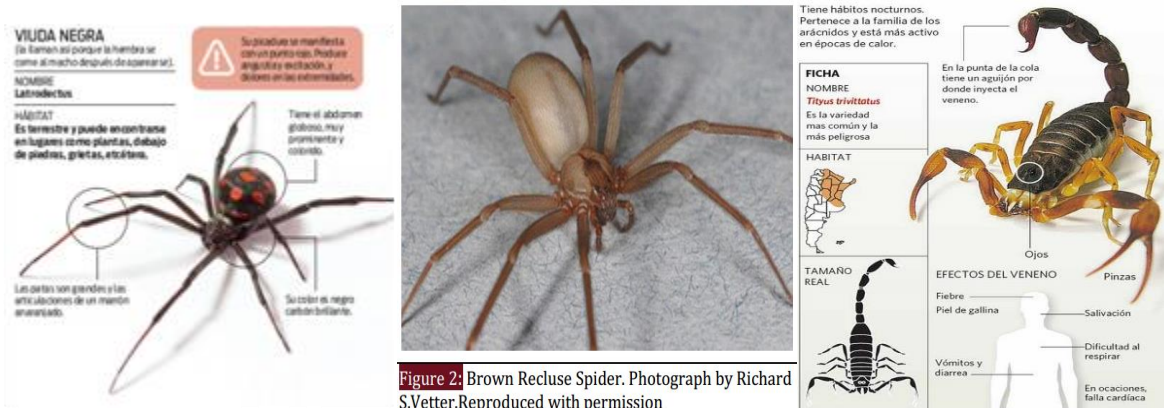 VIUDA NEGRA
(la llaman así porque la hembra se
come al macho después de aparearse).
NOMBRE
Latrodectus
HÁBITAT
Es terrestre y puede encontrarse
en lugares como plantas, debajo
de piedras, grietas, etcétera.
Su picadura se manifiesta
con un punto rojo. Produce
angustia y excitación, y
dolores en las extremidades.
Tiene el abdomen
globoso, muy
prominente y
colorido.
Las patas son grandes y las
articulaciones de un marrón
anaranjado.
Su color es negro
carbón brillante.
Figure 2: Brown Recluse Spider. Photograph by Richard
S.Vetter.Reproduced with permission
Tiene hábitos nocturnos.
Pertenece a la familia de los
arácnidos y está más activo
en épocas de calor.
En la punta de la cola
tiene un aguijón por
donde inyecta el
veneno.
FICHA
NOMBRE
Tityus trivittatus
Es la variedad
mas común y la
más peligrosa
HABITAT
TAMAÑO
REAL
Ojos
Pinzas
EFECTOS DEL VENENO
Fiebre
Piel de gallina
Salivación
Dificultad al
respirar
Vómitos y
diarrea
En ocaciones,
falla cardíaca